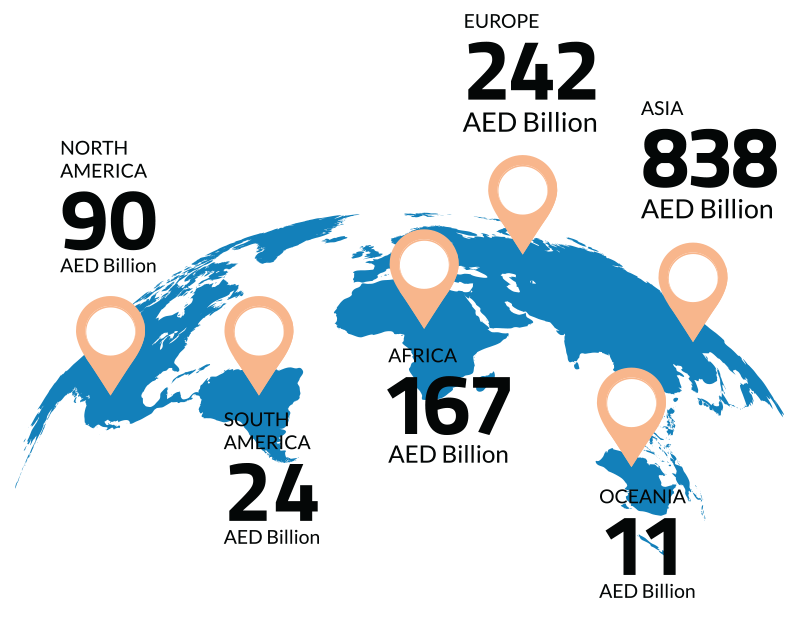 EUROPE
242
AED Billion
ASIA
838
AED Billion
NORTH
AMERICA
90
AED Billion
AFRICA
167
AED Billion
SOUTH
AMERICA
24
AED Billion
OCEANIA
11
AED Billion